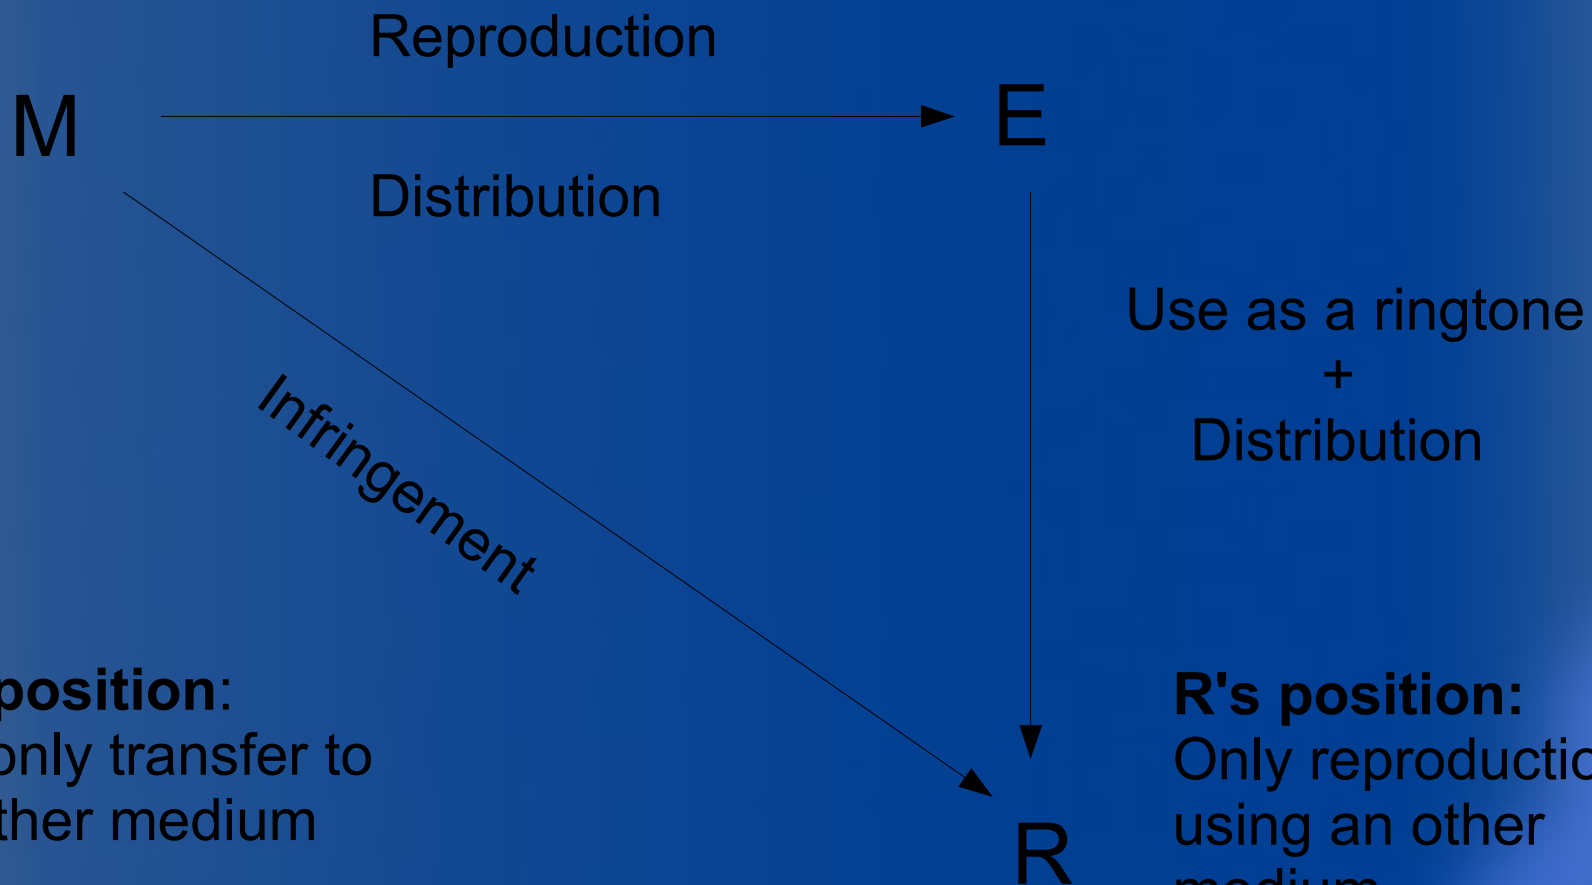 Reproduction
M
E
Distribution
Use as a ringtone
+
Distribution
Infringement
position:
only transfer to
ther medium
R's position:
Only reproductio
using an other
medium
R